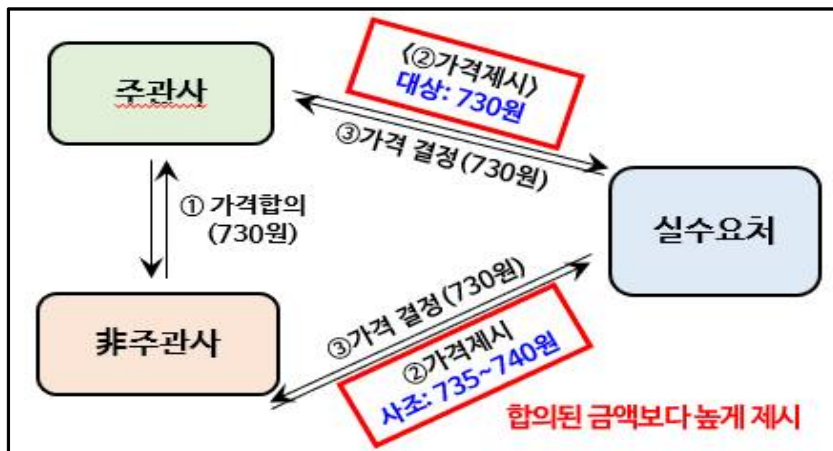 주관사
〈②가격제시〉
대상: 730원
③가격 결정 (730원)
① 가격합의
(730원)
실수요처
非주관사
③가격 결정 (730원)
②가격제시
사조: 735~740원
합의된 금액보다 높게 제시